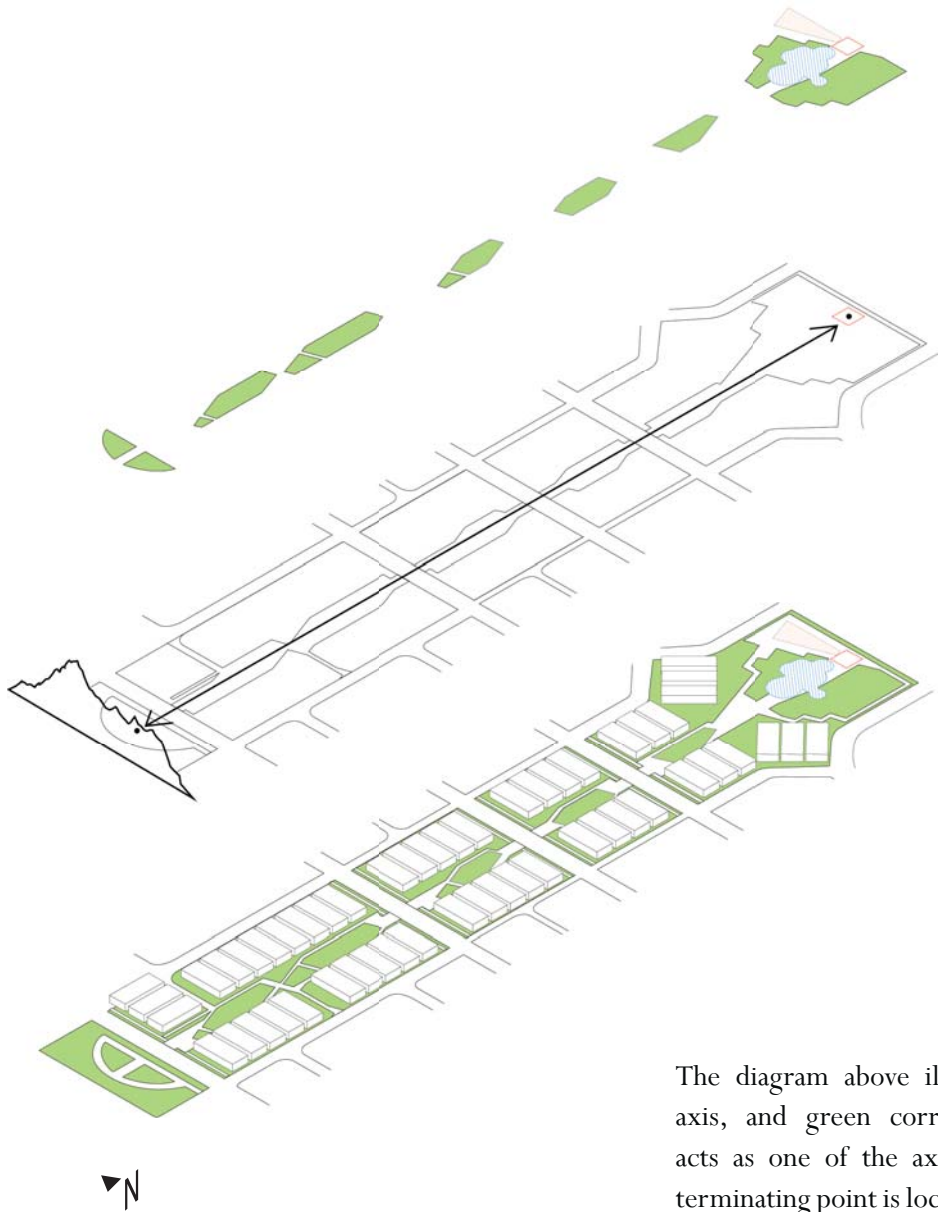 The diagram above il
axis, and green corr
acts as one of the ax
terminating point is loc
N